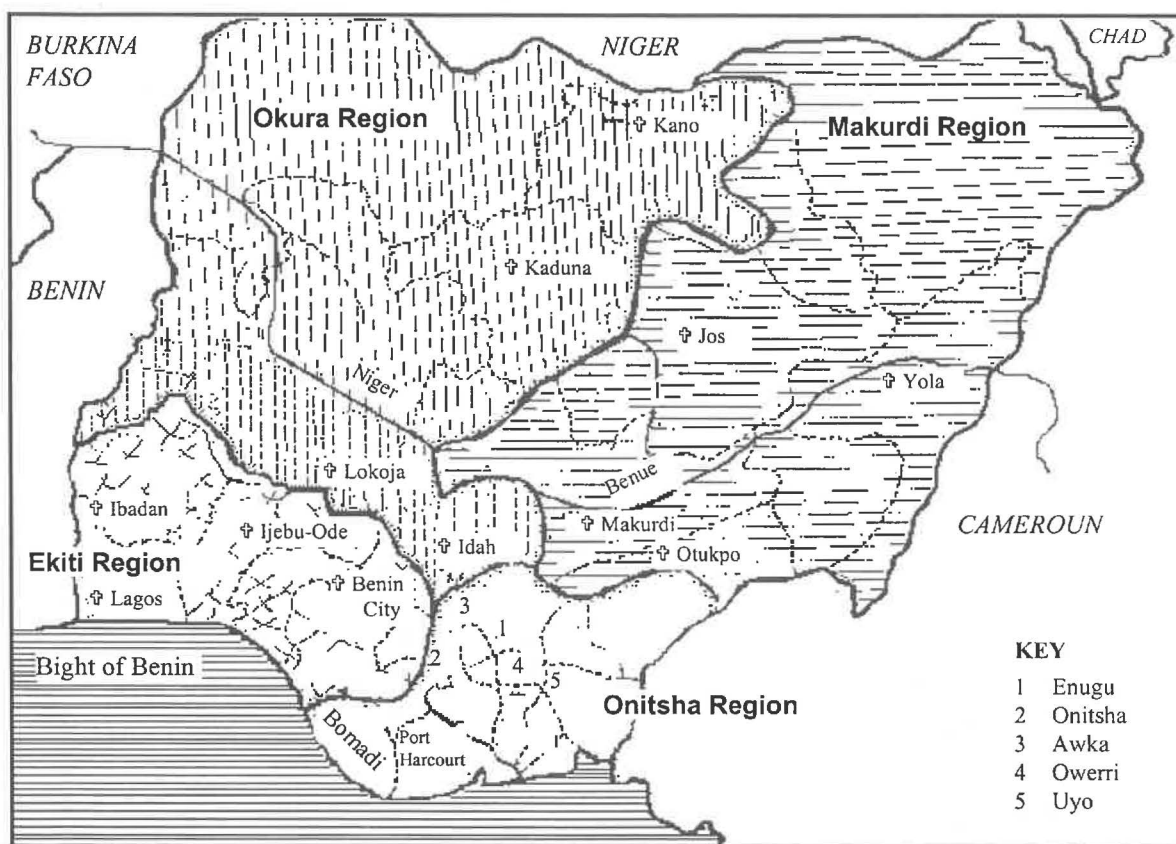 BURKINA
FASO
NIGER
CHAD
Okura Region
Kano
Makurdi Region
Kaduna
BENIN
Jos
Niger
Yola
Lokoja
Benue
Ibadan
Ijebu-Ode
Makurdi
Idah
Otukpo
CAMEROUN
Ekiti Region
Benin
City
Lagos
3
1
2
4
5
Bight of Benin
Onitsha Region
Bomadi
Port
Harcourt
KEY
1 Enugu
2 Onitsha
3 Awka
4 Owerri
5 Uyo